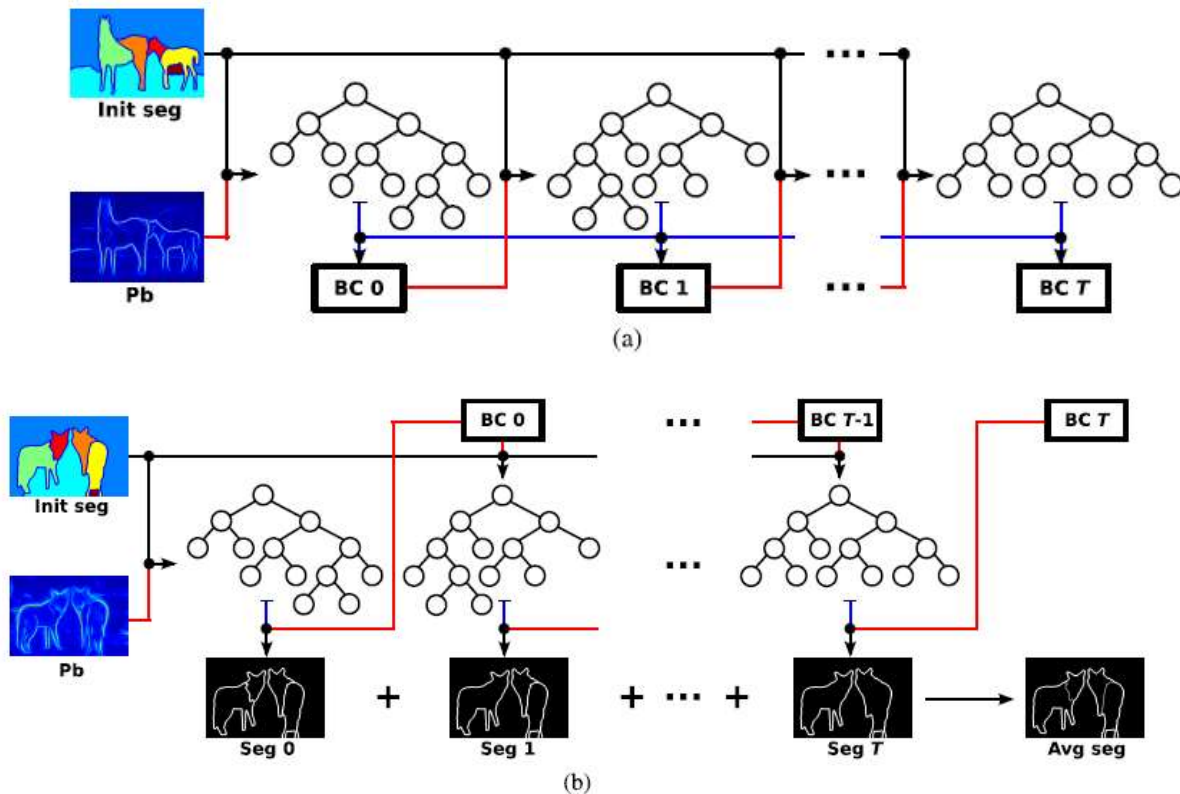 Init seg
...
...
Pb
BC 0
BC 1
...
BC T
(a)
BC 0
...
BC T-1
BC T
Init seg
...
Pb
+
+
...
+
Seg 0
Seg 1
Seg T
Avg seg
(b)